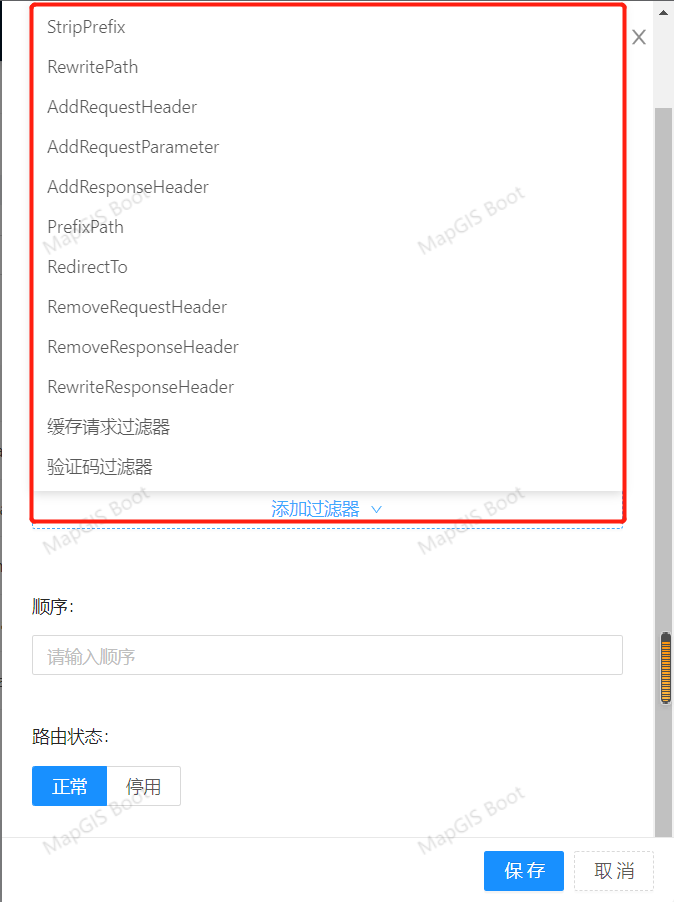 StripPrefix
RewritePath
AddRequestHeader
AddRequestParameter
AddResponseHeader
PrefixPath
RedirectTo
RemoveRequestHeader
RemoveResponseHeader
RewriteResponseHeader
缓存请求过滤器
验证码过滤器
添加过滤器
顺序:
请输入顺序
路由状态:
正常 停用
保存 取消
MapGIS Boot
MapGIS Boot
MapGIS Boot
MapGIS Boot
MapGIS Boot
MapGIS Boot